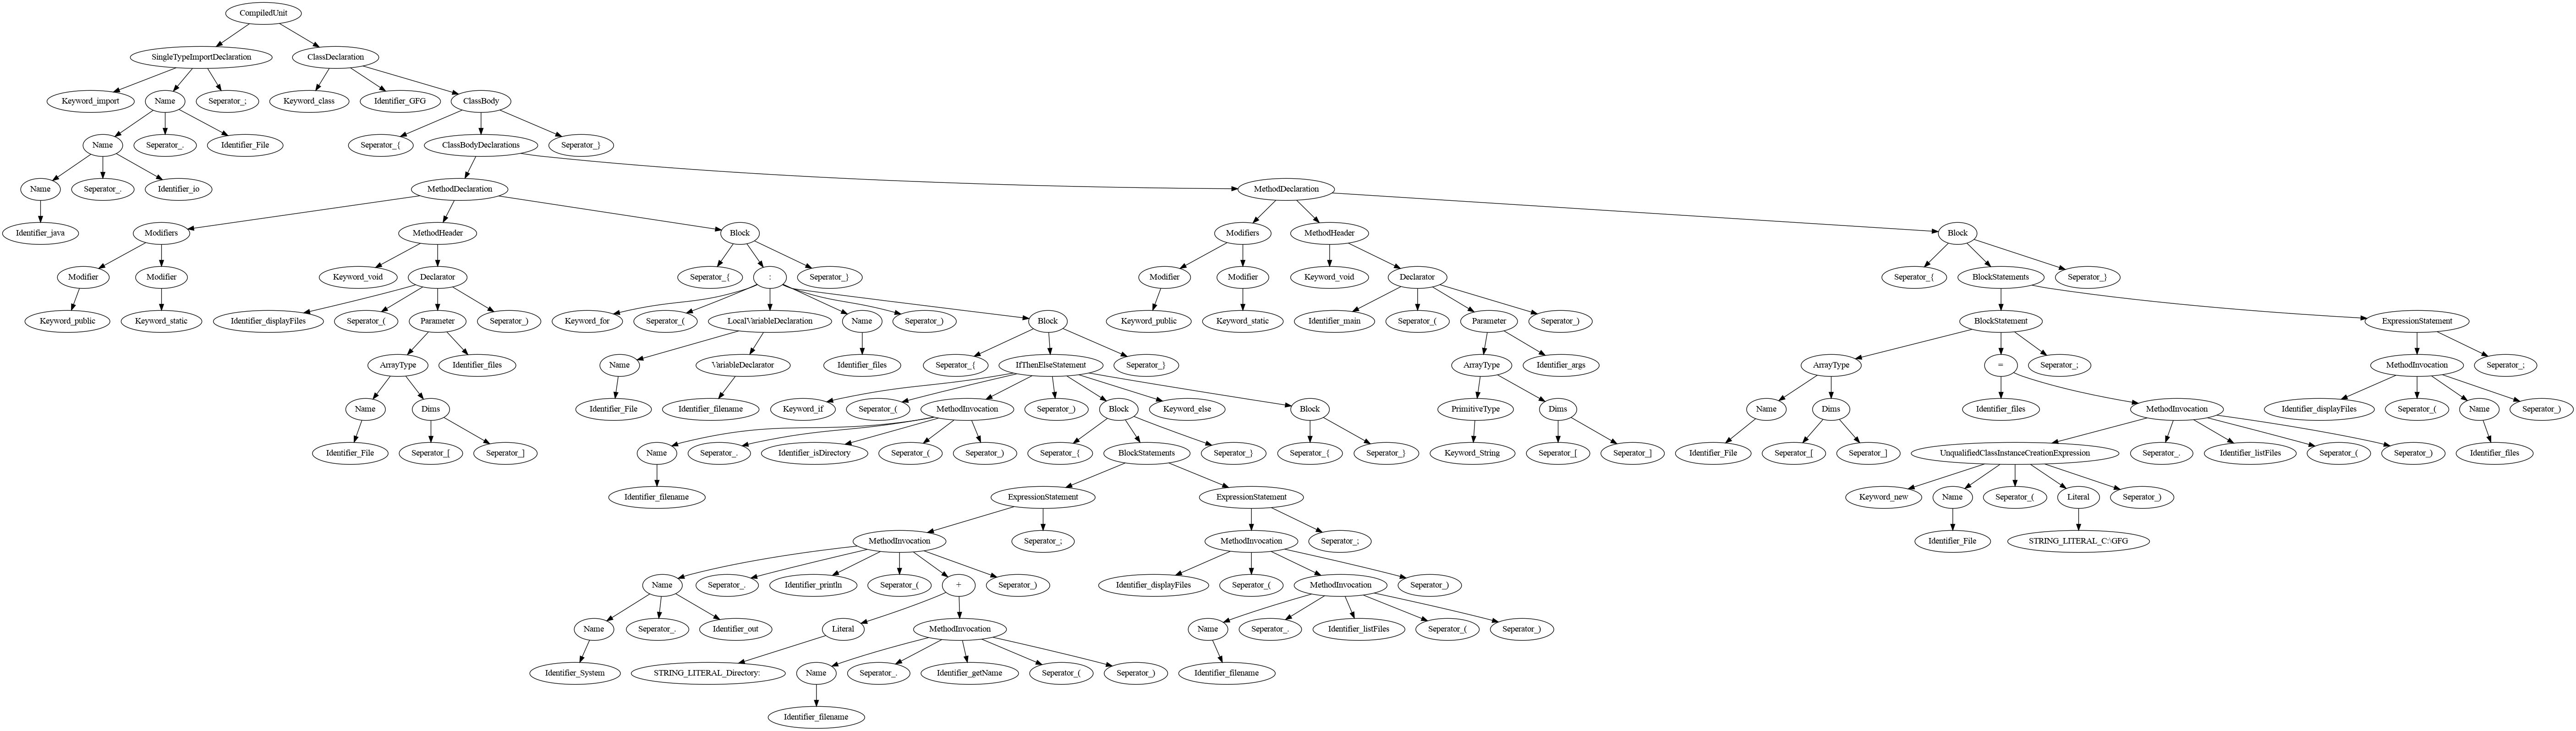 CompiledUnit
SingleTypeImportDeclaration ClassDeclaration
Keyword_import Name Seperator_; Keyword_class Identifier_GFG ClassBody
Name Seperator_. Identifier_File Seperator_{ ClassBodyDeclarations Seperator_}
Name Seperator_. Identifier_io MethodDeclaration MethodDeclaration
Identifier_java Modifiers MethodHeader Block Modifiers MethodHeader Block
Modifier Modifier Keyword_void Declarator Seperator_{ : Seperator_} Modifier Modifier Keyword_void Declarator Seperator_{ BlockStatements Seperator_}
Keyword_public Keyword_static Identifier_displayFiles Seperator_( Parameter Seperator_) Keyword_for Seperator_( LocalVariableDeclaration Name Seperator_) Block Keyword_public Keyword_static Identifier_main Seperator_( Parameter Seperator_) BlockStatement ExpressionStatement
ArrayType Identifier_files Name VariableDeclarator Identifier_files Seperator_{ IfThenElseStatement Seperator_} ArrayType Identifier_args ArrayType = Seperator_; MethodInvocation Seperator_;
Name Dims Identifier_File Identifier_filename Keyword_if Seperator_( MethodInvocation Seperator_) Block Keyword_else Block PrimitiveType Dims Name Dims Identifier_files MethodInvocation Identifier_displayFiles Seperator_( Name Seperator_)
Identifier_File Seperator_[ Seperator_] Name Seperator_. Identifier_isDirectory Seperator_( Seperator_) Seperator_{ BlockStatements Seperator_} Seperator_{ Seperator_} Keyword_String Seperator_[ Seperator_] Identifier_File Seperator_[ Seperator_] UnqualifiedClassInstanceCreationExpression Seperator_. Identifier_listFiles Seperator_( Seperator_) Identifier_files
Identifier_filename ExpressionStatement ExpressionStatement Keyword_new Name Seperator_( Literal Seperator_)
MethodInvocation Seperator_; MethodInvocation Seperator_; Identifier_File STRING_LITERAL_C:\GFG
Name Seperator_. Identifier_println Seperator_( + Seperator_) Identifier_displayFiles Seperator_( MethodInvocation Seperator_)
Name Seperator_. Identifier_out Literal MethodInvocation Name Seperator_. Identifier_listFiles Seperator_( Seperator_)
Identifier_System STRING_LITERAL_Directory: Name Seperator_. Identifier_getName Seperator_( Seperator_) Identifier_filename
Identifier_filename